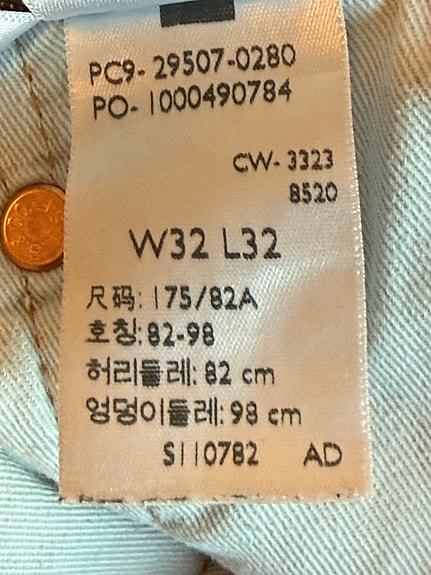 PC9- 29507-0280
PO- 1000490784
CW- 3323
8520
W32 L32
尺码: 175/82A
호칭: 82-98
허리둘레: 82 cm
엉덩이둘레: 98 cm
S110782 AD